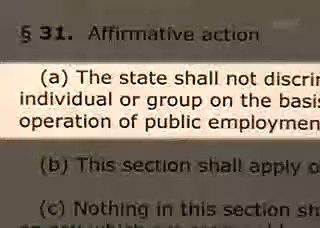 § 31. Affirmative action
(a) The state shall not discri
individual or group on the basis
operation of public employmen
(b) This section shall apply o
(c) Nothing in this section sh